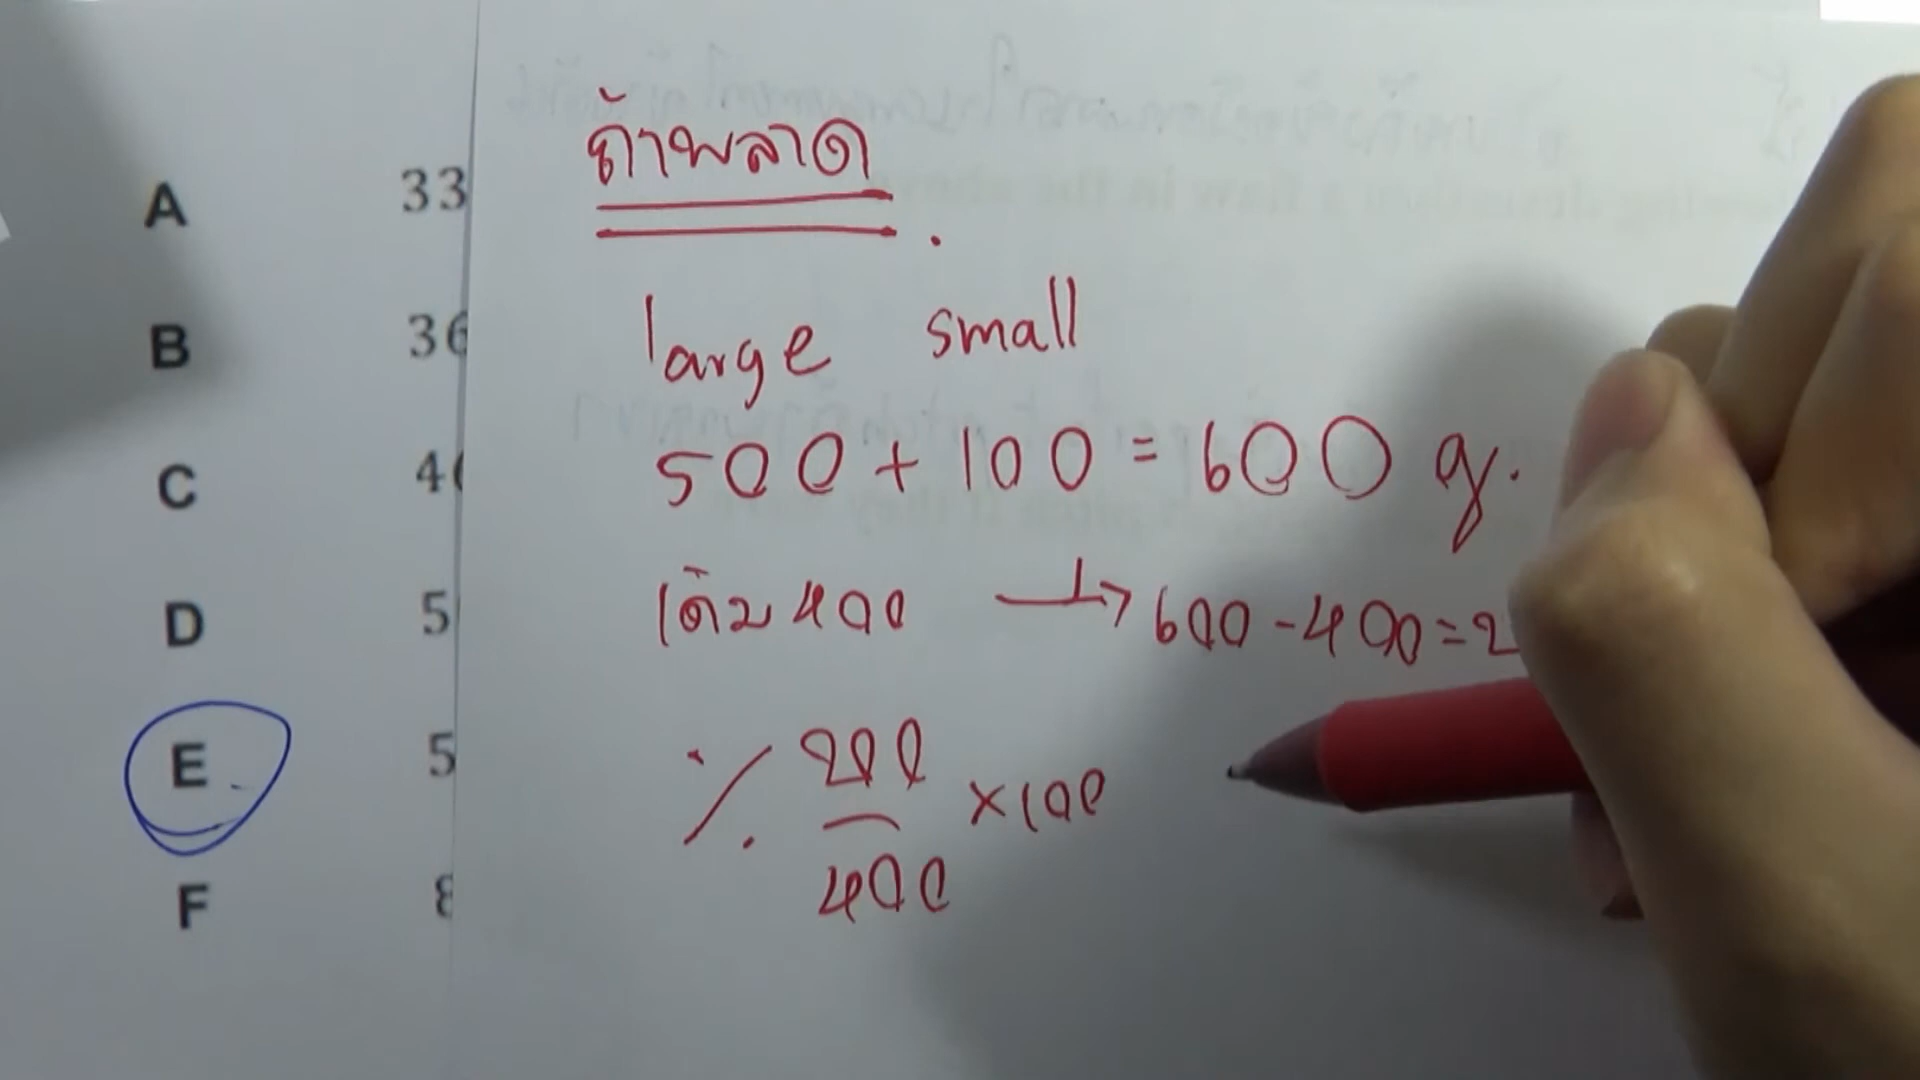 A 33
B 36
C 4
D 5
E 5
F 8
ถ้าพลาด
large small
500 + 100 = 600 g.
เดิม 400 → 600 - 400 = 2
% 200/400 × 100